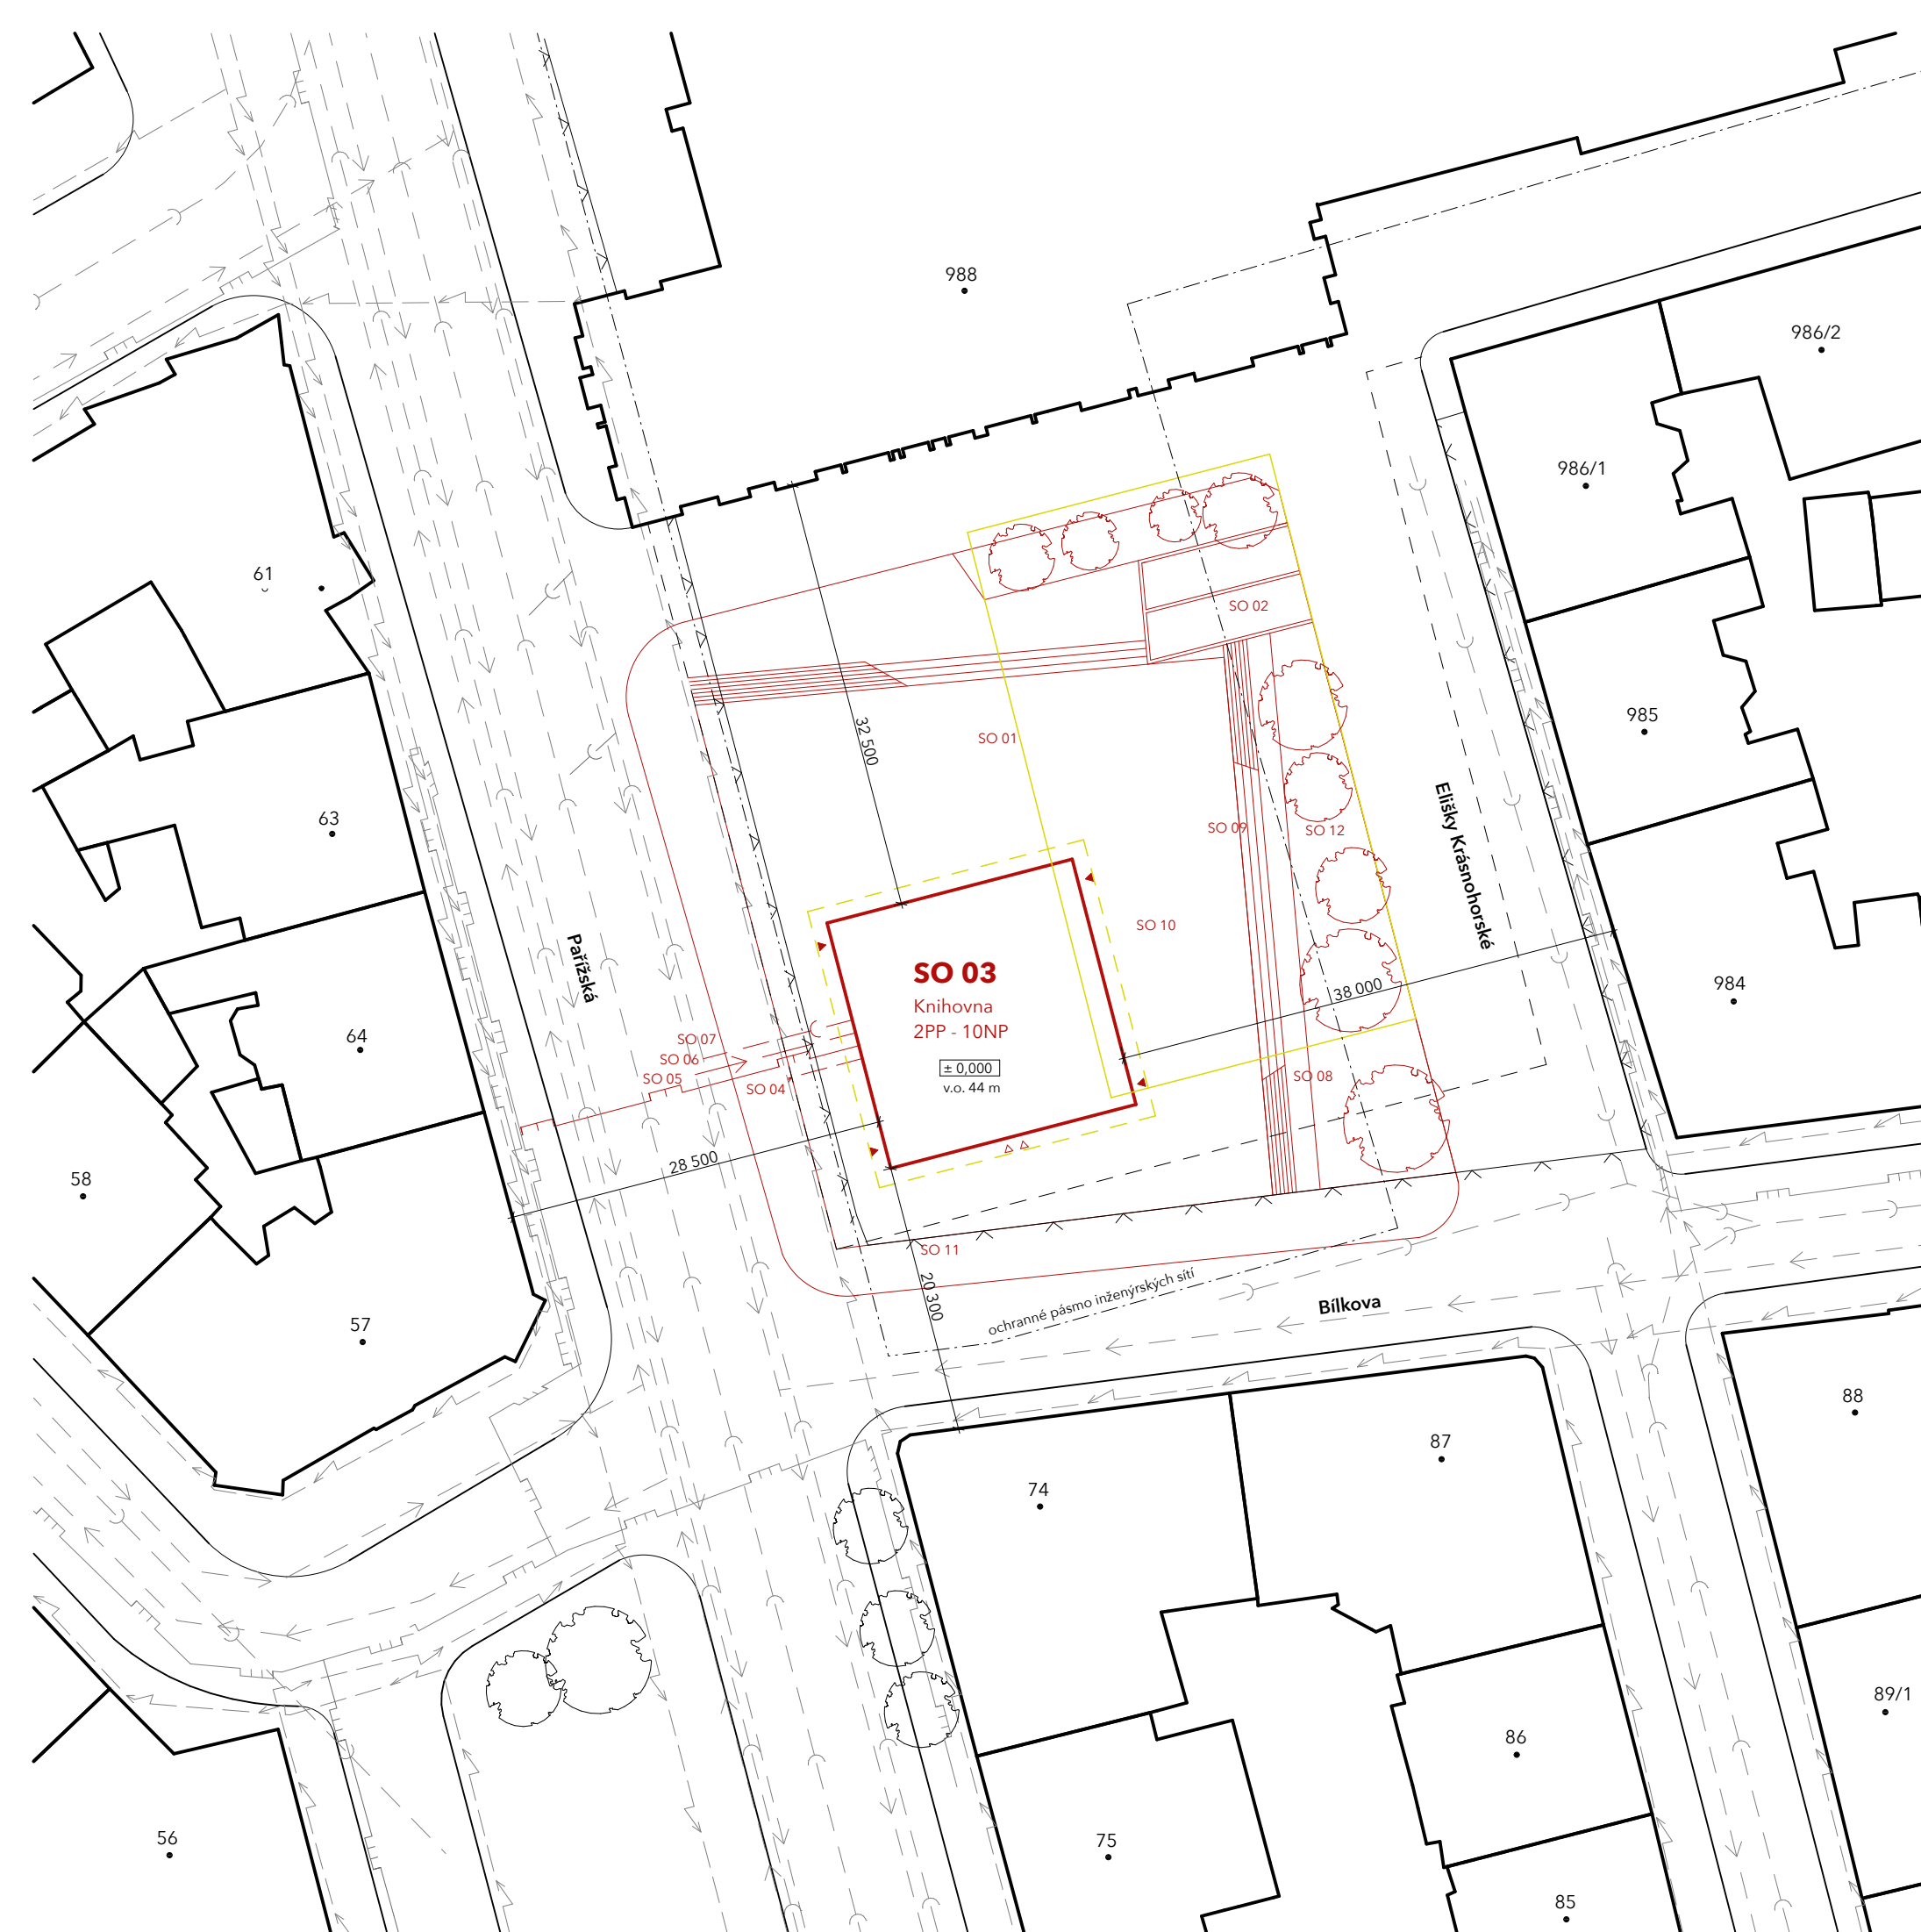 988
986/2
986/1
61
SO 02
985
32 500
SO 01
63
SO 09
SO 12
Elišky Krásnohorské
SO 10
Pařížská
SO 03
Knihovna
2PP - 10NP
± 0,000
v.o. 44 m
38 000
984
64
SO 07
SO 06
SO 05
SO 04
SO 08
28 500
58
SO 11
20 300
ochranné pásmo inženýrských sítí
Bílkova
57
88
87
74
89/1
86
56
75
85